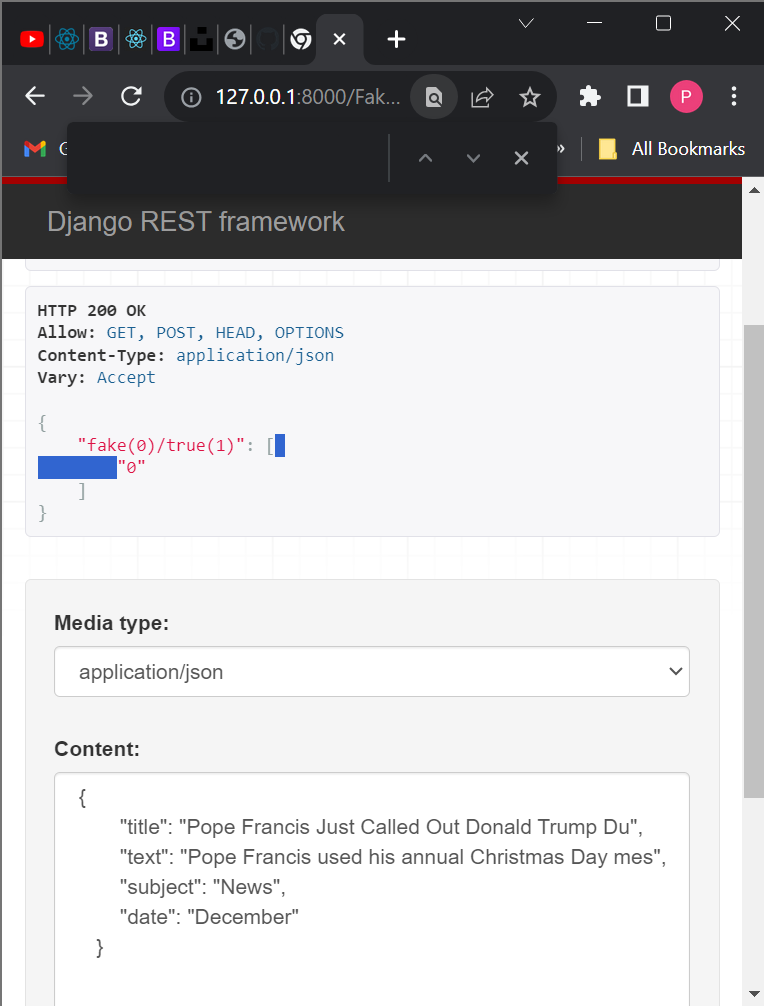 B
B
127.0.0.1:8000/Fak...
P
G
»
All Bookmarks
Django REST framework
HTTP 200 OK
Allow: GET, POST, HEAD, OPTIONS
Content-Type: application/json
Vary: Accept
{
"fake(0)/true(1)": [
"0"
]
}
Media type:
application/json
Content:
{
"title": "Pope Francis Just Called Out Donald Trump Du",
"text": "Pope Francis used his annual Christmas Day mes",
"subject": "News",
"date": "December"
}